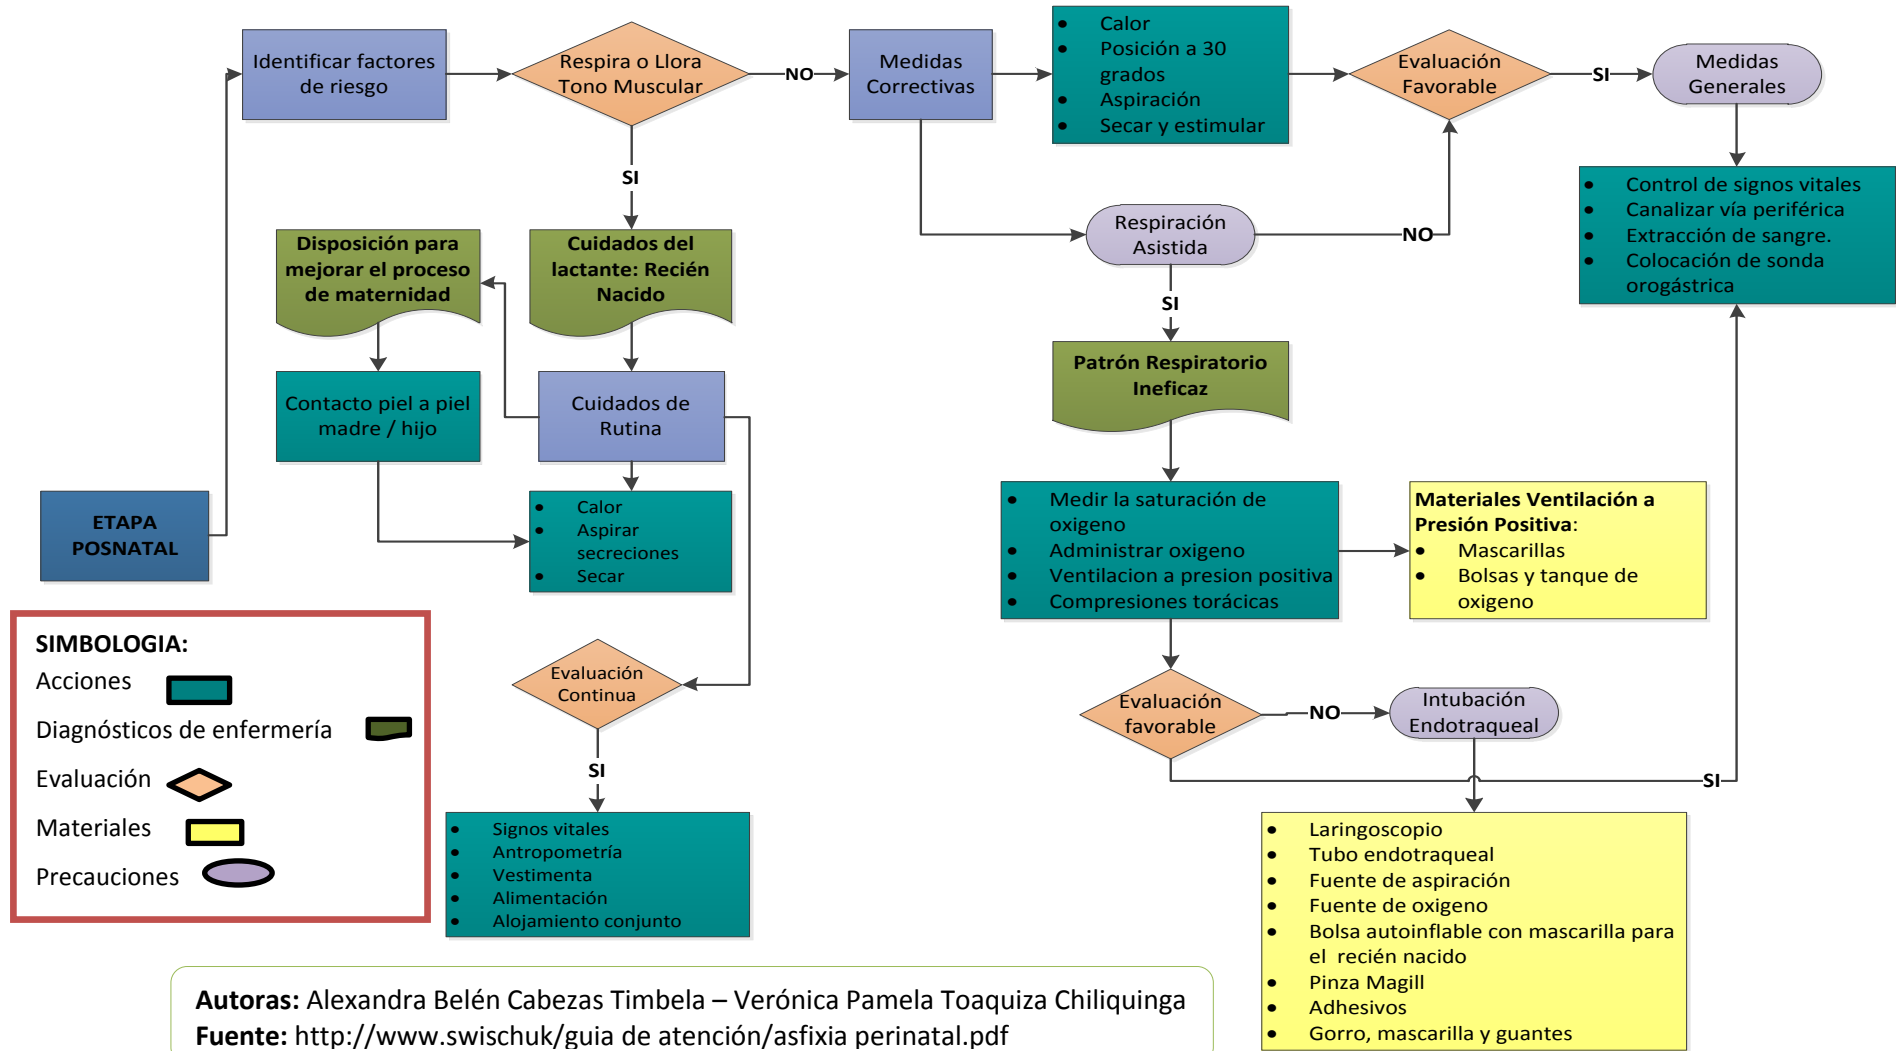 Identificar factores
de riesgo
Respira o Llora
Tono Muscular
NO
Medidas
Correctivas
• Calor
• Posición a 30
grados
• Aspiración
• Secar y estimular
Evaluación
Favorable
SI
Medidas
Generales
SI
• Control de signos vitales
• Canalizar vía periférica
• Extracción de sangre.
• Colocación de sonda
orogástrica
Respiración
Asistida
NO
Disposición para
mejorar el proceso
de maternidad
Cuidados del
lactante: Recién
Nacido
SI
Patrón Respiratorio
Ineficaz
Contacto piel a piel
madre / hijo
Cuidados de
Rutina
ETAPA
POSNATAL
• Calor
• Aspirar
secreciones
• Secar
• Medir la saturación de
oxigeno
• Administrar oxigeno
• Ventilacion a presion positiva
• Compresiones torácicas
Materiales Ventilación a
Presión Positiva:
• Mascarillas
• Bolsas y tanque de
oxigeno
SIMBOLOGIA:
Acciones
Diagnósticos de enfermería
Evaluación
Materiales
Precauciones
Evaluación
Continua
SI
Evaluación
favorable
NO
Intubación
Endotraqueal
SI
• Signos vitales
• Antropometría
• Vestimenta
• Alimentación
• Alojamiento conjunto
• Laringoscopio
• Tubo endotraqueal
• Fuente de aspiración
• Fuente de oxigeno
• Bolsa autoinflable con mascarilla para
el recién nacido
• Pinza Magill
• Adhesivos
• Gorro, mascarilla y guantes
Autoras: Alexandra Belén Cabezas Timbela – Verónica Pamela Toaquiza Chiliquinga
Fuente: http://www.swischuk/guia de atención/asfixia perinatal.pdf